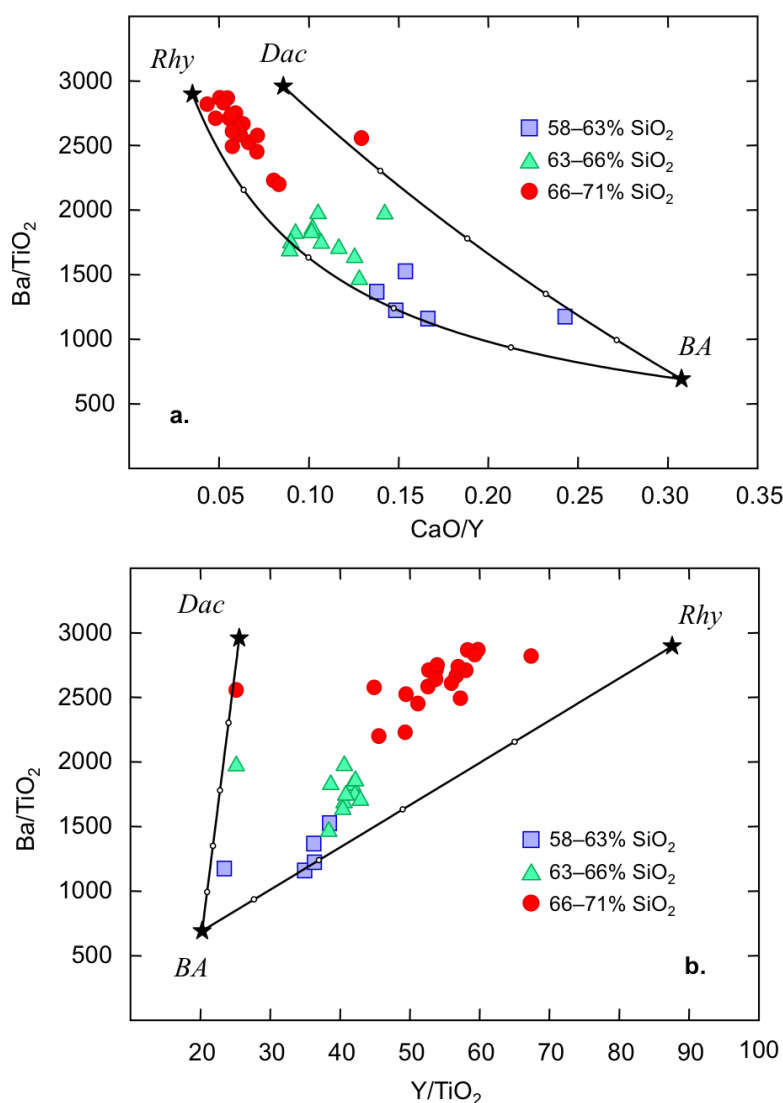 Rhy
Dac
3000
58–63% SiO₂
2500
63–66% SiO₂
66–71% SiO₂
2000
Ba/TiO₂
1500
1000
BA
500
a.
0.05 0.10 0.15 0.20 0.25 0.30 0.35
CaO/Y
Dac
Rhy
3000
2500
2000
Ba/TiO₂
1500
58–63% SiO₂
63–66% SiO₂
1000
66–71% SiO₂
500
BA
b.
20 30 40 50 60 70 80 90 100
Y/TiO₂